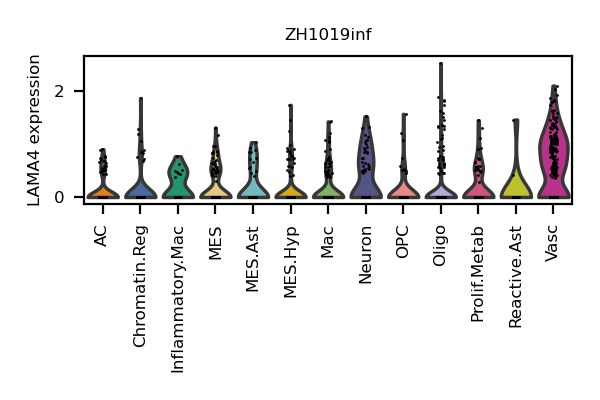 ZH1019inf
LAMA4 expression
2
0
AC
Chromatin.Reg
Inflammatory.Mac
MES
MES.Ast
MES.Hyp
Mac
Neuron
OPC
Oligo
Prolif.Metab
Reactive.Ast
Vasc